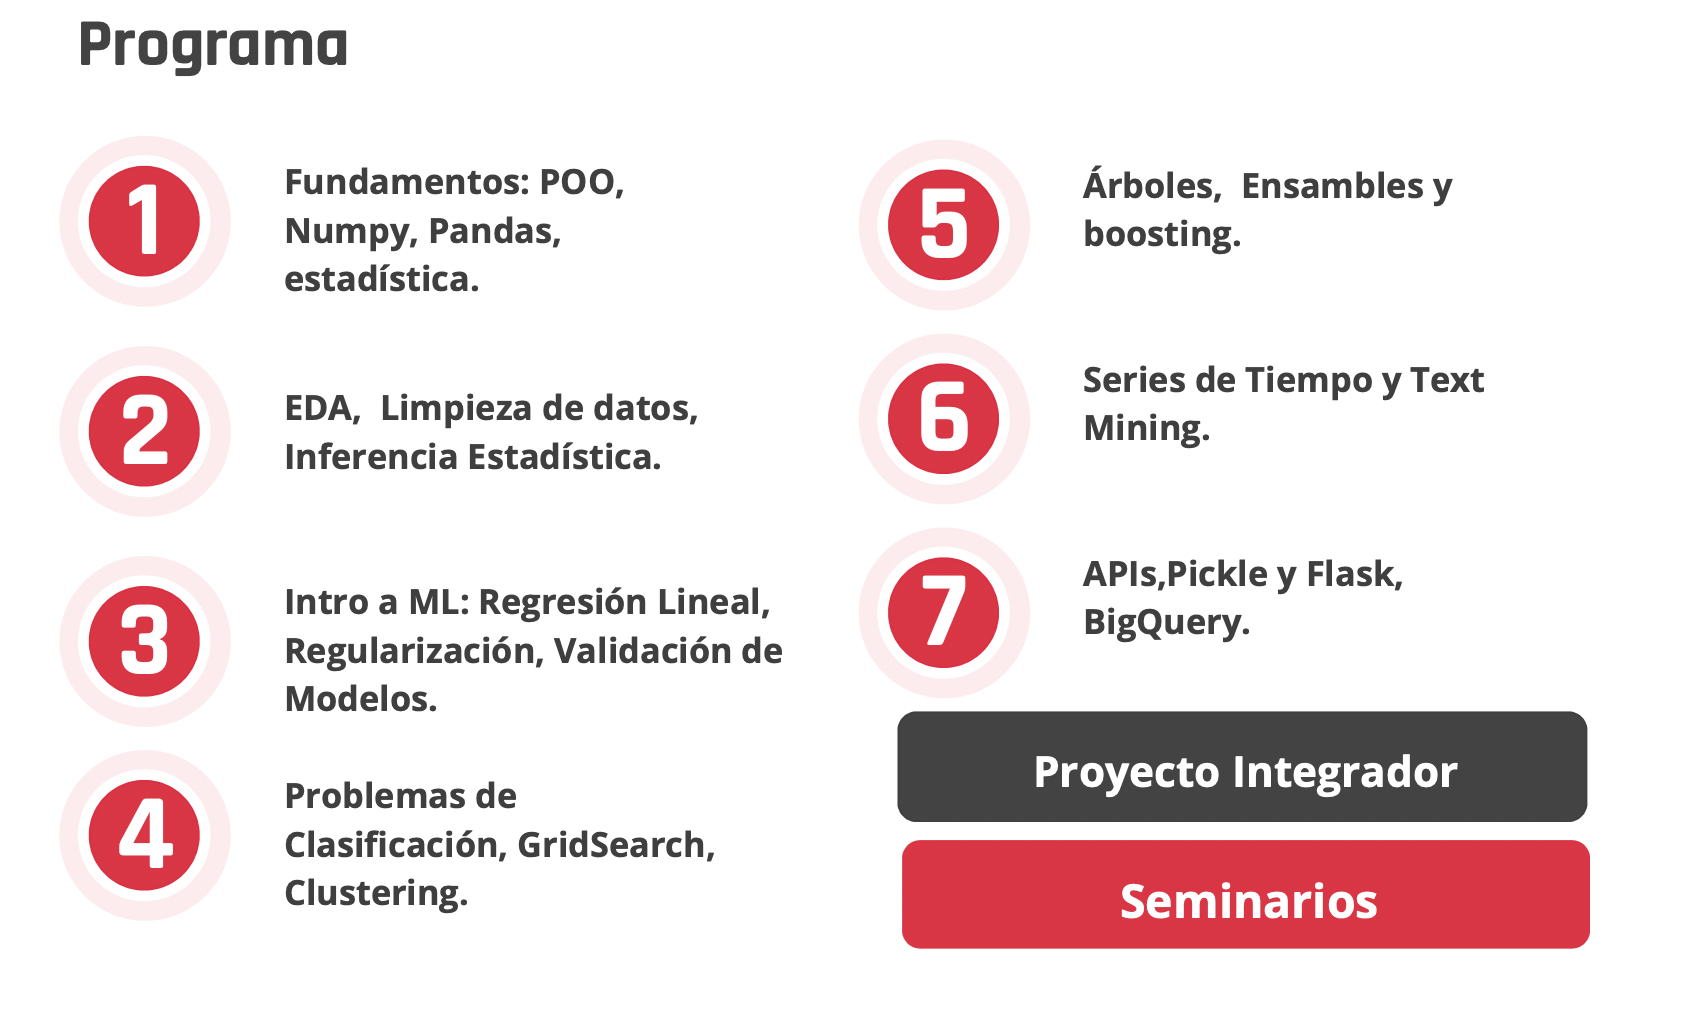 Programa
1
Fundamentos: POO,
Numpy, Pandas,
estadística.
2
EDA,  Limpieza de datos,
Inferencia Estadística.
3
Intro a ML: Regresión Lineal,
Regularización, Validación de
Modelos.
4
Problemas de
Clasificación, GridSearch,
Clustering.
5
Árboles,  Ensambles y
boosting.
6
Series de Tiempo y Text
Mining.
7
APIs,Pickle y Flask,
BigQuery.
Proyecto Integrador
Seminarios